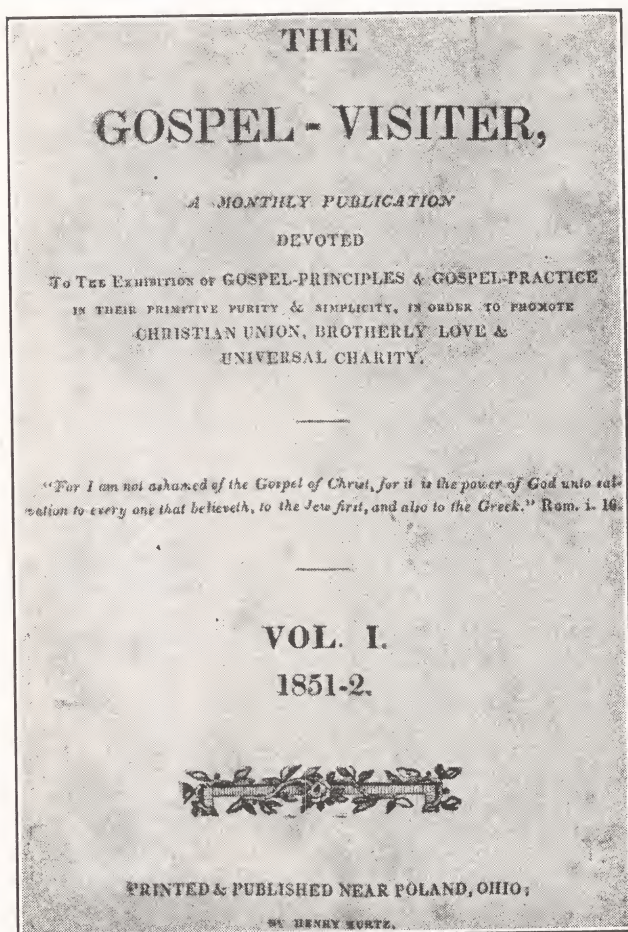 THE
GOSPEL - VISITER,
A MONTHLY PUBLICATION
DEVOTED
TO THE EXHIBITION OF GOSPEL-PRINCIPLES & GOSPEL-PRACTICE
IN THEIR PRIMITIVE PURITY & SIMPLICITY, IN ORDER TO PROMOTE
CHRISTIAN UNION, BROTHERLY LOVE &
UNIVERSAL CHARITY.
"For I am not ashamed of the Gospel of Christ, for it is the power of God unto sal-
vation to every one that believeth, to the Jew first, and also to the Greek." Rom. i. 16.
VOL. I.
1851-2.
PRINTED & PUBLISHED NEAR POLAND, OHIO;
BY HENRY KURTZ.